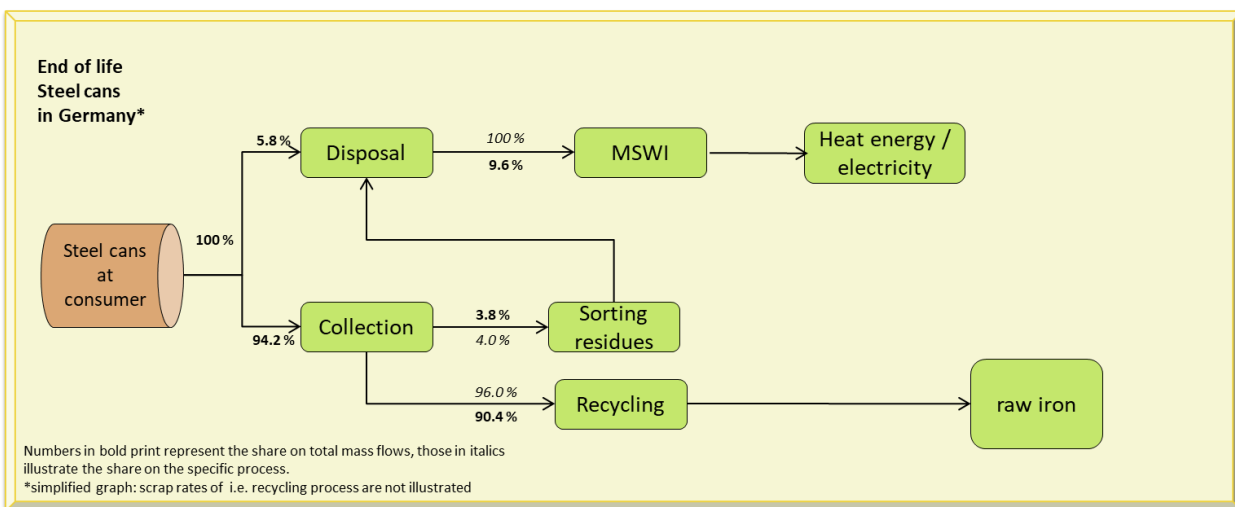 End of life
Steel cans
in Germany*
5.8 %
Disposal
100 %
9.6 %
MSWI
Heat energy /
electricity
Steel cans
at
consumer
100 %
94.2 %
Collection
3.8 %
4.0 %
Sorting
residues
96.0 %
90.4 %
Recycling
raw iron
Numbers in bold print represent the share on total mass flows, those in italics
illustrate the share on the specific process.
*simplified graph: scrap rates of i.e. recycling process are not illustrated